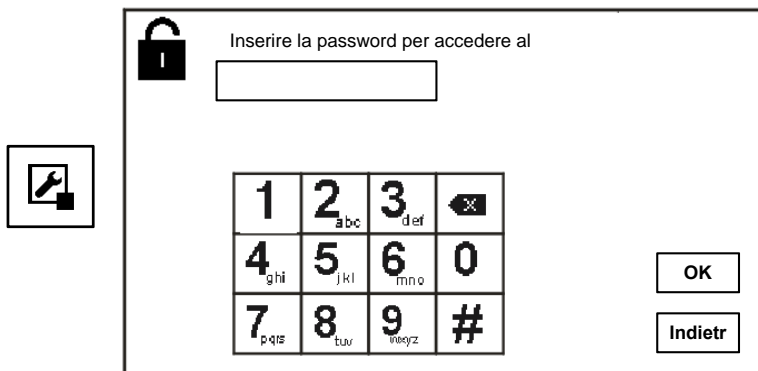 Inserire la password per accedere al
1 2 abc 3 def x
4 ghi 5 jkl 6 mno 0
7 pqrs 8 tuv 9 wxyz #
OK
Indietr